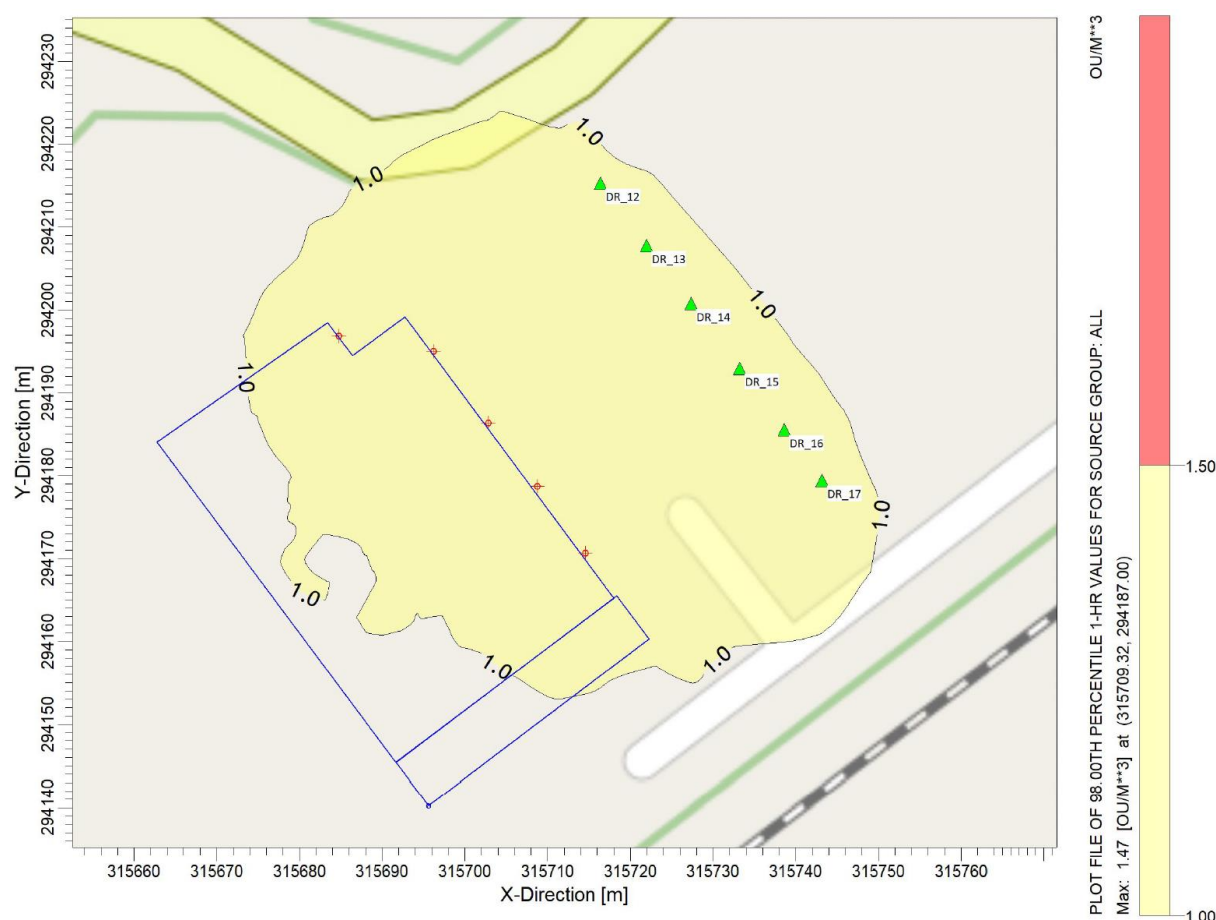 PLOT FILE OF 98.00TH PERCENTILE 1-HR VALUES FOR SOURCE GROUP: ALL
OU/M**3
Max: 1.47 [OU/M**3] at (315709.32, 294187.00)
1.50
1.00
Y-Direction [m]
294230
294220
294210
294200
294190
294180
294170
294160
294150
294140
1.0
1.0
DR_12
DR_13
1.0
DR_14
1.0
DR_15
DR_16
DR_17
1.0
1.0
1.0
1.0
315660
315670
315680
315690
315700
315710
315720
315730
315740
315750
315760
X-Direction [m]